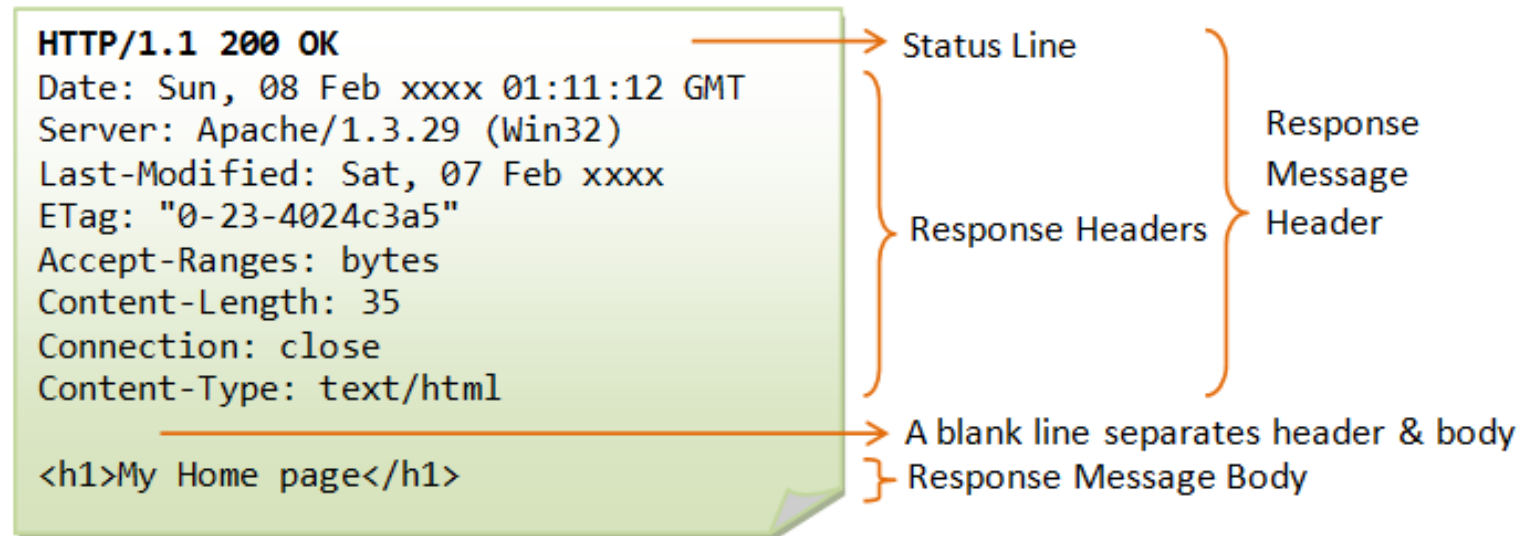 HTTP/1.1 200 OK
Date: Sun, 08 Feb xxxx 01:11:12 GMT
Server: Apache/1.3.29 (Win32)
Last-Modified: Sat, 07 Feb xxxx
ETag: "0-23-4024c3a5"
Accept-Ranges: bytes
Content-Length: 35
Connection: close
Content-Type: text/html
<h1>My Home page</h1>
Status Line
Response Headers
Response
Message
Header
A blank line separates header & body
Response Message Body